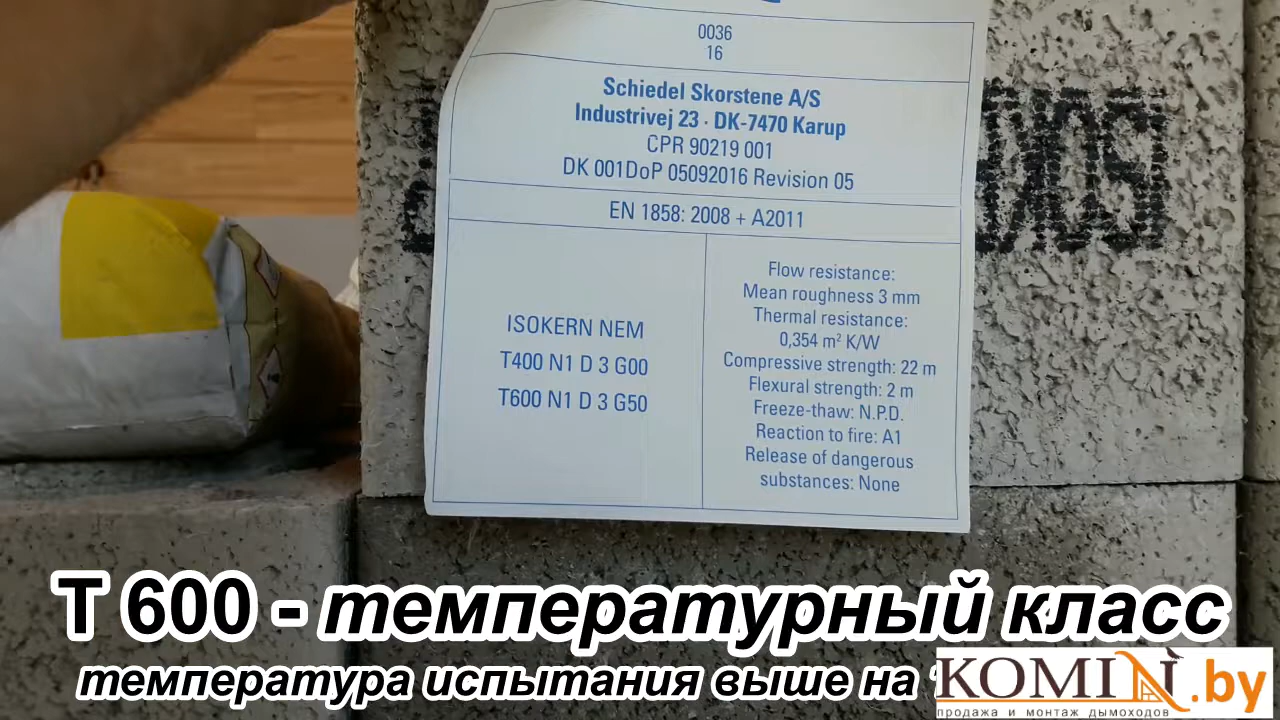 0036
16
Schiedel Skorstene A/S
Industrivej 23 · DK-7470 Karup
CPR 90219 001
DK 001DoP 05092016 Revision 05
EN 1858: 2008 + A2011
ISOKERN NEM
T400 N1 D 3 G00
T600 N1 D 3 G50
Flow resistance:
Mean roughness 3 mm
Thermal resistance:
0,354 m² K/W
Compressive strength: 22 m
Flexural strength: 2 m
Freeze-thaw: N.P.D.
Reaction to fire: A1
Release of dangerous
substances: None
Т 600 - температурный класс
температура испытания выше на
KOMIN.by
продажа и монтаж дымоходов